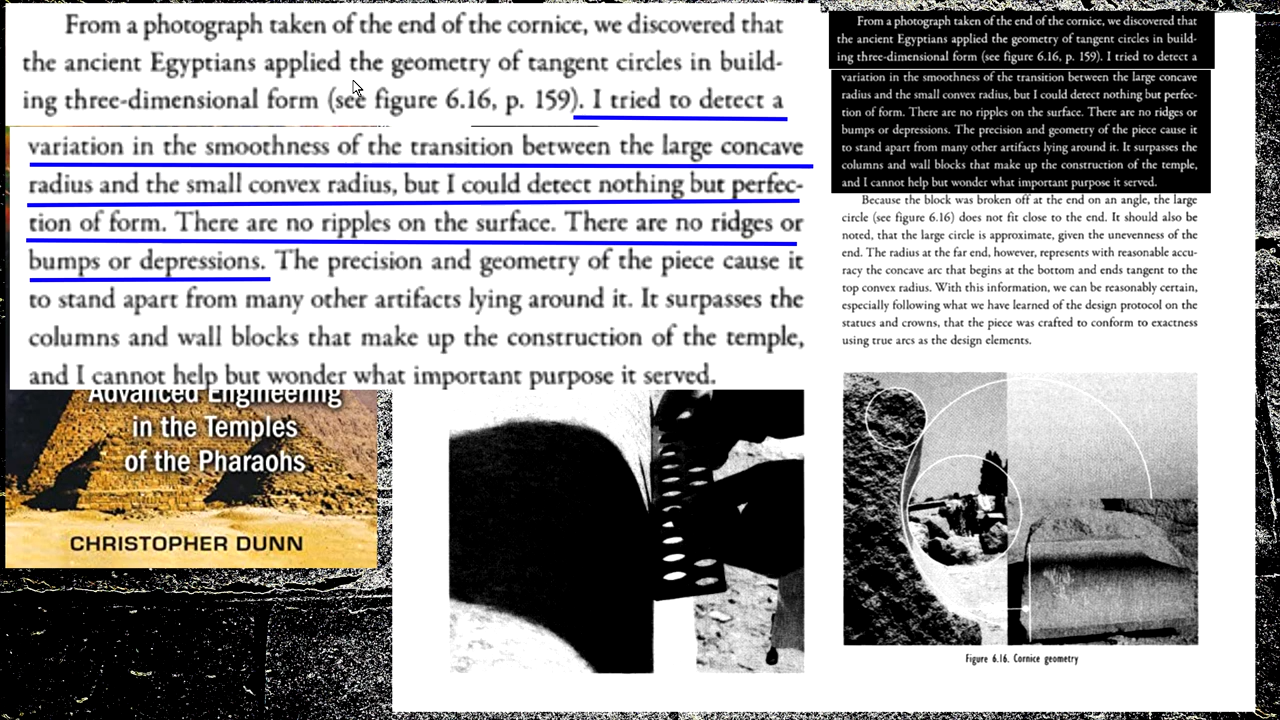 From a photograph taken of the end of the cornice, we discovered that
the ancient Egyptians applied the geometry of tangent circles in build-
ing three-dimensional form (see figure 6.16, p. 159). I tried to detect a
variation in the smoothness of the transition between the large concave
radius and the small convex radius, but I could detect nothing but perfec-
tion of form. There are no ripples on the surface. There are no ridges or
bumps or depressions. The precision and geometry of the piece cause it
to stand apart from many other artifacts lying around it. It surpasses the
columns and wall blocks that make up the construction of the temple,
and I cannot help but wonder what important purpose it served.
Advanced Engineering
in the Temples
of the Pharaohs
CHRISTOPHER DUNN
From a photograph taken of the end of the cornice, we discovered that
the ancient Egyptians applied the geometry of tangent circles in build-
ing three-dimensional form (see figure 6.16, p. 159). I tried to detect a
variation in the smoothness of the transition between the large concave
radius and the small convex radius, but I could detect nothing but perfec-
tion of form. There are no ripples on the surface. There are no ridges or
bumps or depressions. The precision and geometry of the piece cause it
to stand apart from many other artifacts lying around it. It surpasses the
columns and wall blocks that make up the construction of the temple,
and I cannot help but wonder what important purpose it served.
Because the block was broken off at the end on an angle, the large
circle (see figure 6.16) does not fit close to the end. It should also be
noted, that the large circle is approximate, given the unevenness of the
end. The radius at the far end, however, represents with reasonable accu-
racy the concave arc that begins at the bottom and ends tangent to the
top convex radius. With this information, we can be reasonably certain,
especially following what we have learned of the design protocol on the
statues and crowns, that the piece was crafted to conform to exactness
using true arcs as the design elements.
Figure 6.16. Cornice geometry